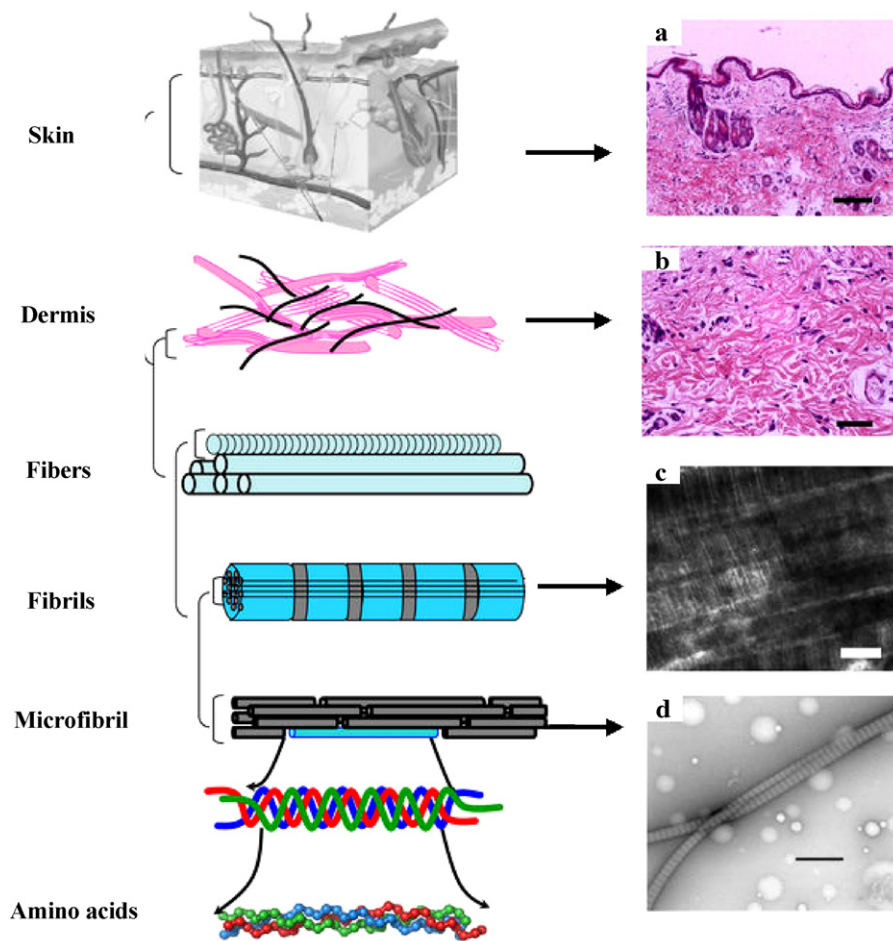 a
Skin
b
Dermis
Fibers
c
Fibrils
Microfibril
d
Amino acids